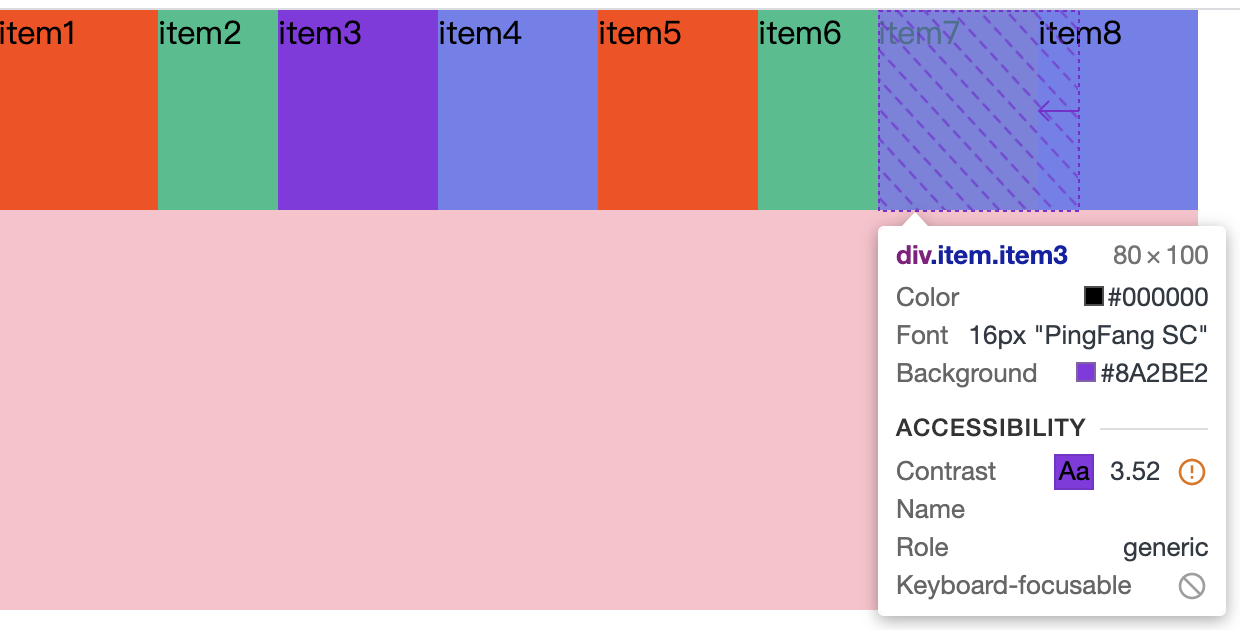 item1 item2 item3 item4 item5 item6 item7 item8
div.item.item3 80 × 100
Color #000000
Font 16px "PingFang SC"
Background #8A2BE2
ACCESSIBILITY
Contrast Aa 3.52
Name
Role generic
Keyboard-focusable